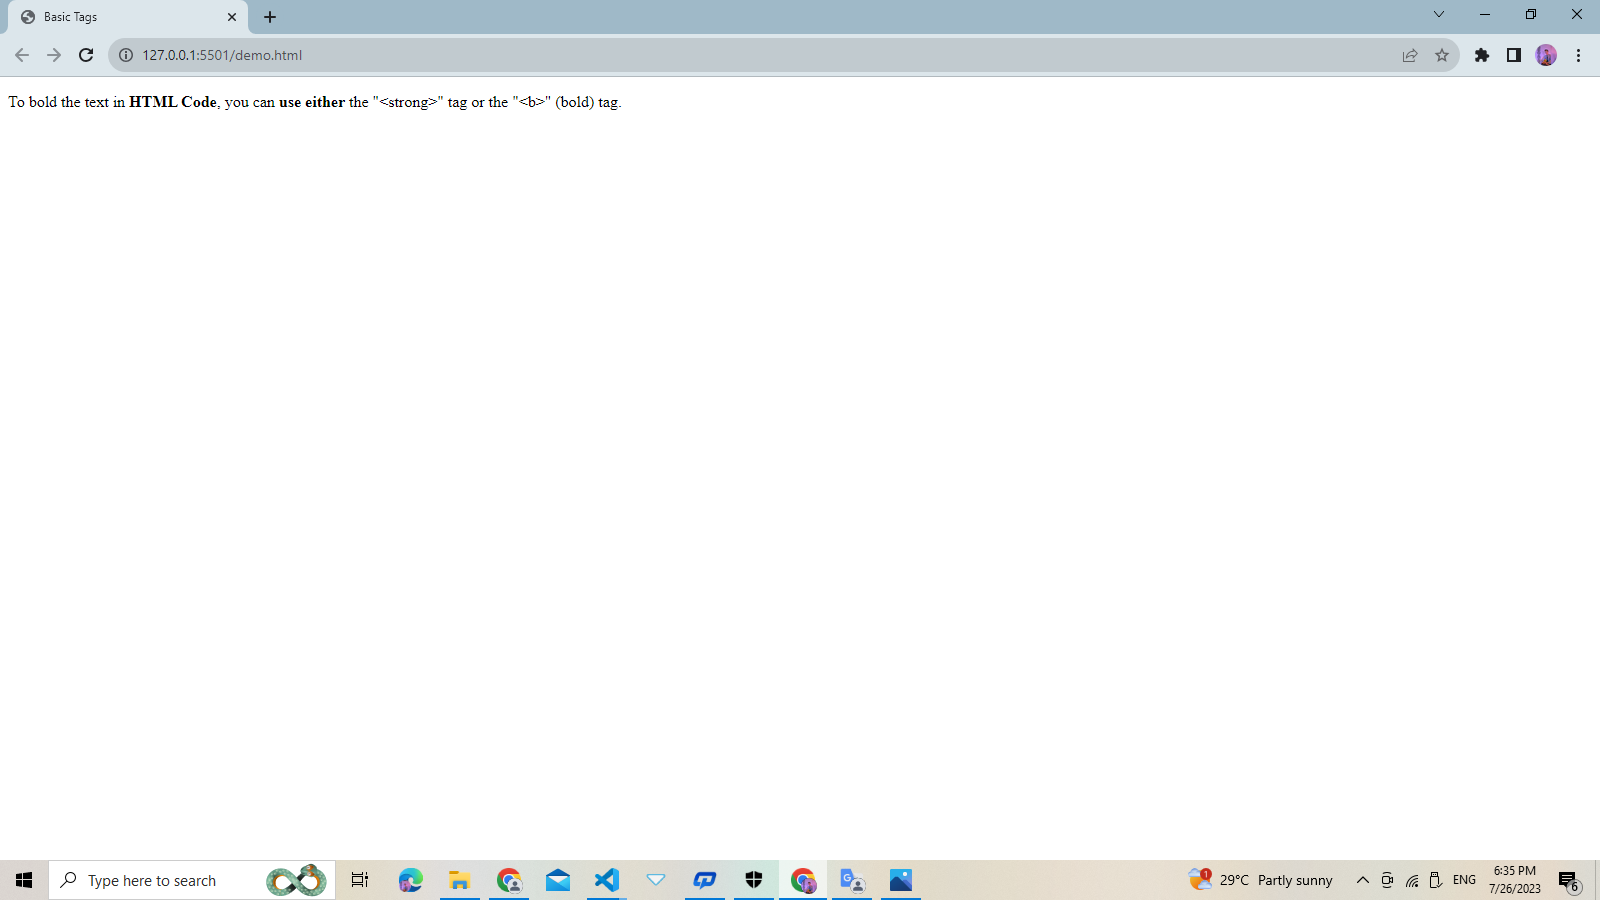 Basic Tags
127.0.0.1:5501/demo.html
To bold the text in HTML Code, you can use either the "<strong>" tag or the "<b>" (bold) tag.
Type here to search
1
29°C Partly sunny
ENG
6:35 PM
7/26/2023
6